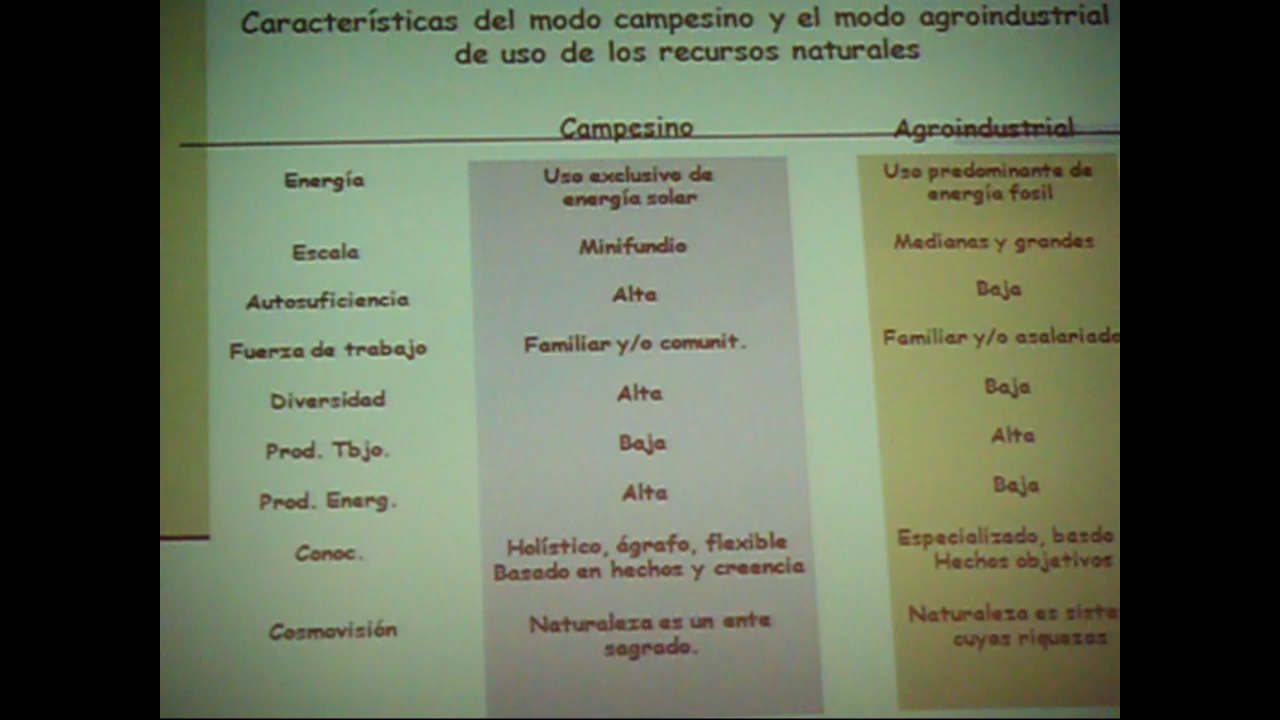 Características del modo campesino y el modo agroindustrial
de uso de los recursos naturales
Campesino Agroindustrial
Energía Uso exclusivo de energía solar Uso predominante de energía fosil
Escala Minifundio Medianas y grandes
Autosuficiencia Alta Baja
Fuerza de trabajo Familiar y/o comunit. Familiar y/o asalariada
Diversidad Alta Baja
Prod. Tbjo. Baja Alta
Prod. Energ. Alta Baja
Conoc. Holístico, ágrafo, flexible Basado en hechos y creencia Especializado, basdo Hechos objetivos
Cosmovisión Naturaleza es un ente sagrado. Naturaleza es siste cuyas riquezas